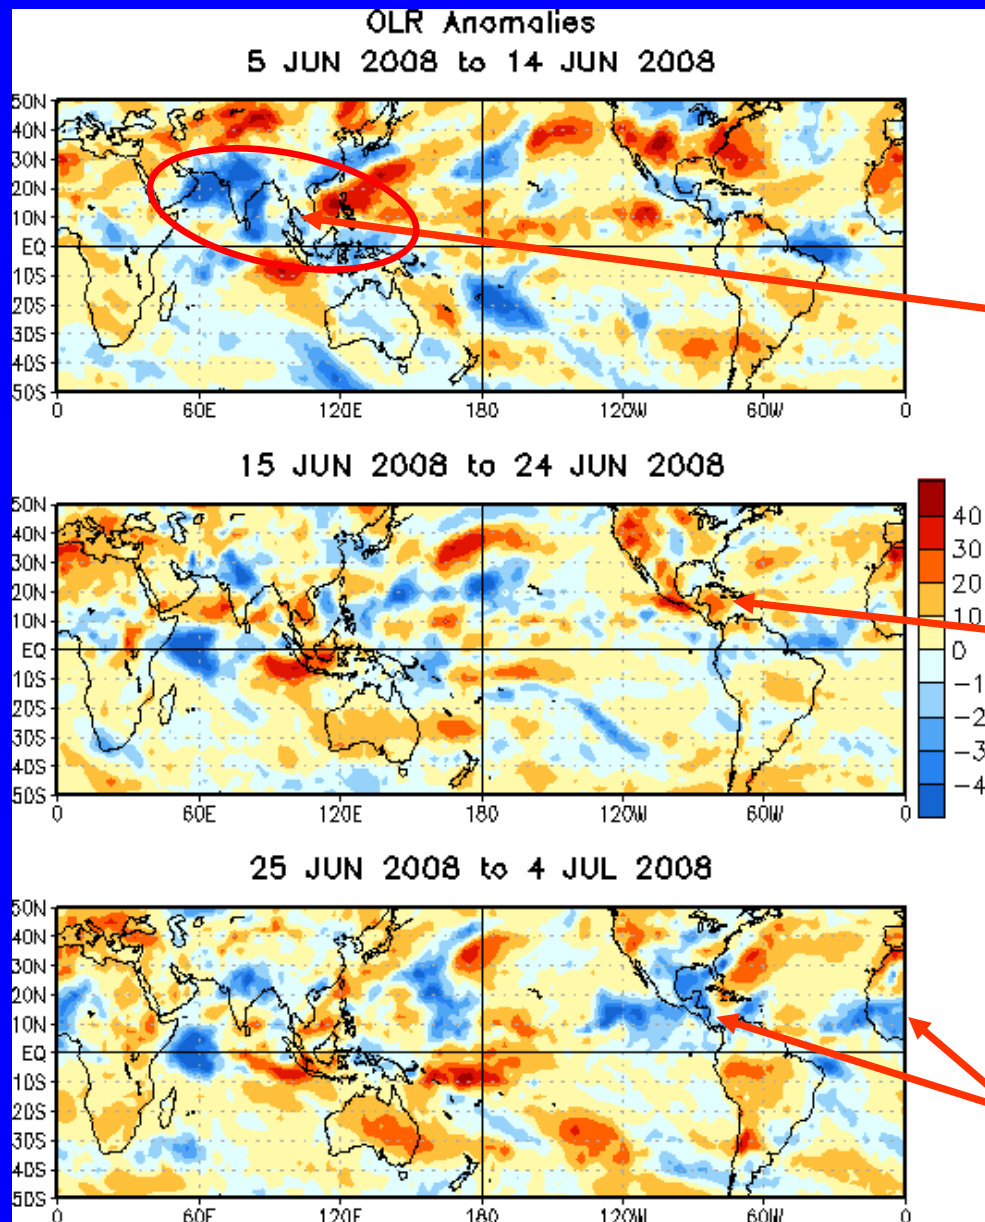 OLR Anomalies
5 JUN 2008 to 14 JUN 2008
50N
40N
30N
20N
10N
EQ
10S
20S
30S
40S
50S
0 60E 120E 180 120W 60W 0
15 JUN 2008 to 24 JUN 2008
50N
40N
30N
20N
10N
EQ
10S
20S
30S
40S
50S
0 60E 120E 180 120W 60W 0
40
30
20
10
0
-1
-2
-3
-4
25 JUN 2008 to 4 JUL 2008
50N
40N
30N
20N
10N
EQ
10S
20S
30S
40S
50S
0 60E 120E 180 120W 60W 0